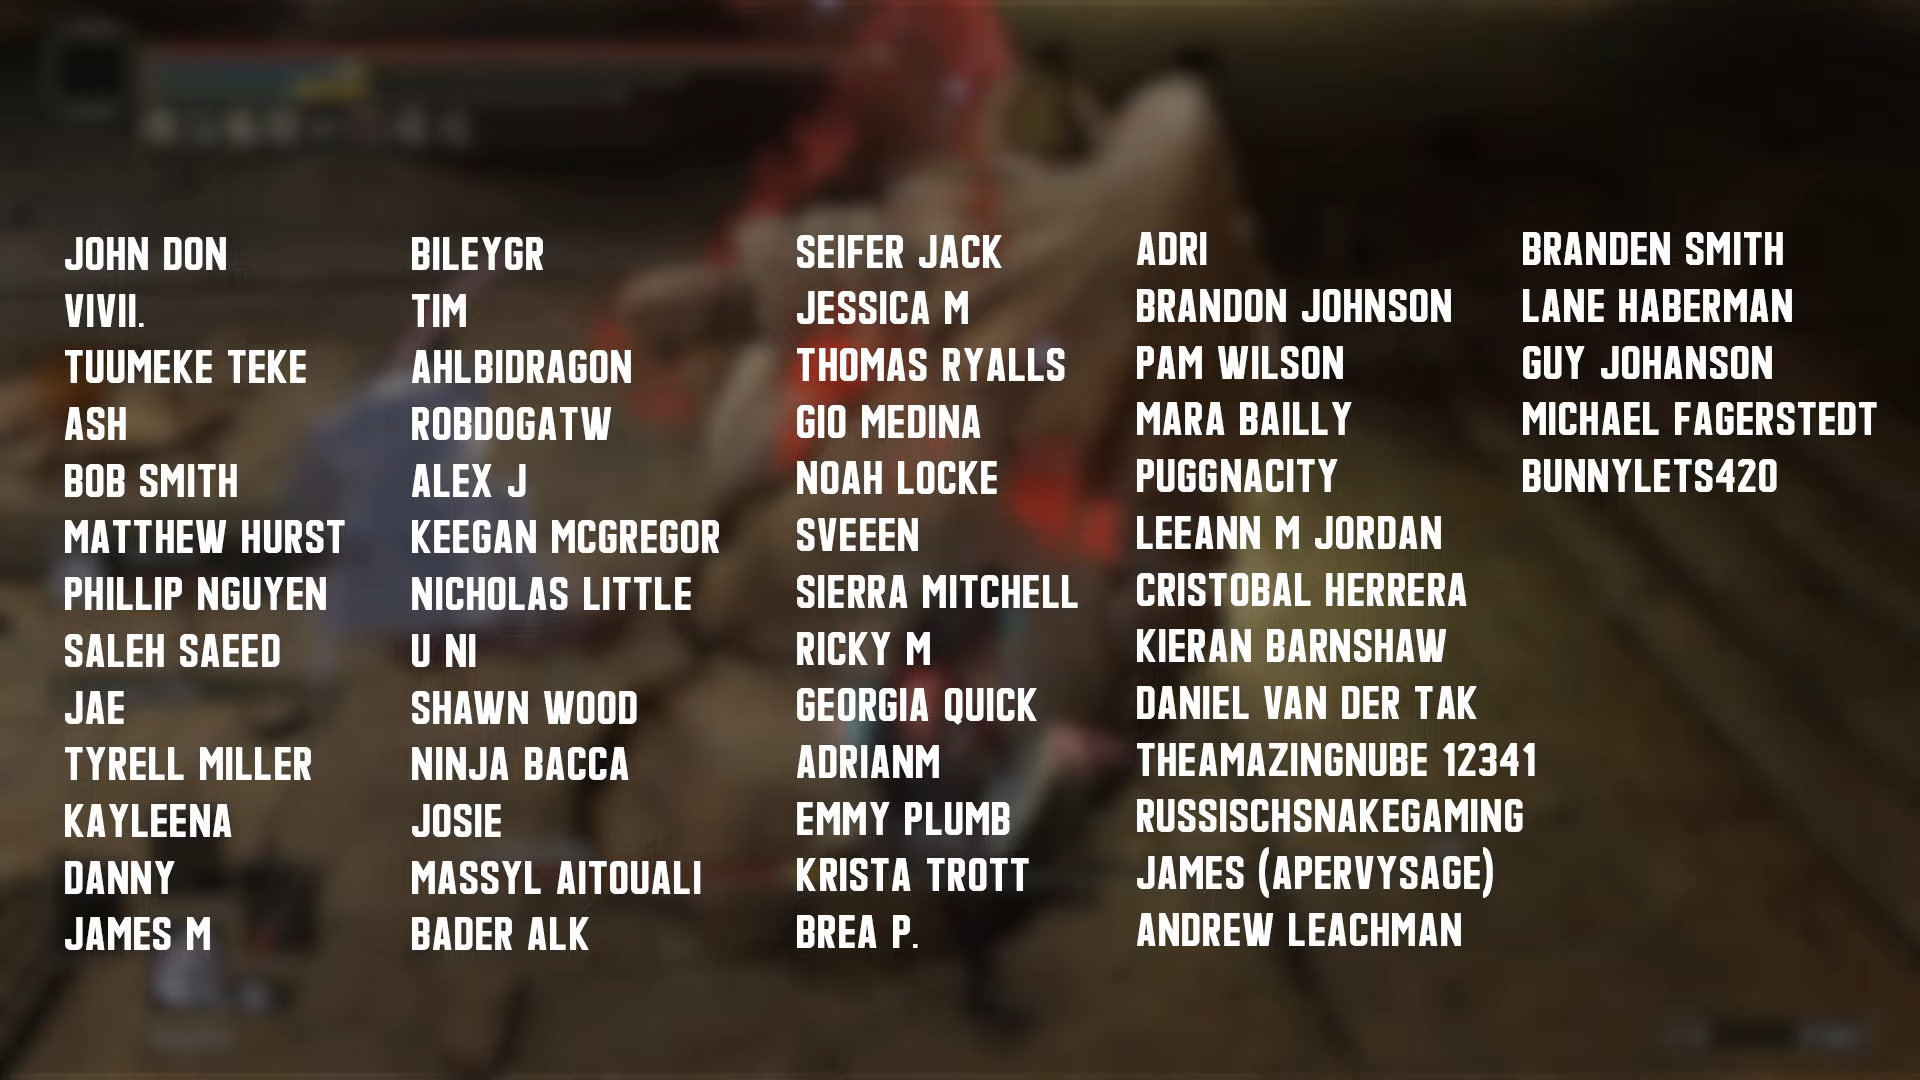 JOHN DON
VIVII.
TUUMEKE TEKE
ASH
BOB SMITH
MATTHEW HURST
PHILLIP NGUYEN
SALEH SAEED
JAE
TYRELL MILLER
KAYLEENA
DANNY
JAMES M
BILEYGR
TIM
AHLBIDRAGON
ROBDOGATW
ALEX J
KEEGAN MCGREGOR
NICHOLAS LITTLE
U NI
SHAWN WOOD
NINJA BACCA
JOSIE
MASSYL AITOUALI
BADER ALK
SEIFER JACK
JESSICA M
THOMAS RYALLS
GIO MEDINA
NOAH LOCKE
SVEEEN
SIERRA MITCHELL
RICKY M
GEORGIA QUICK
ADRIANM
EMMY PLUMB
KRISTA TROTT
BREA P.
ADRI
BRANDON JOHNSON
PAM WILSON
MARA BAILLY
PUGGNACITY
LEEANN M JORDAN
CRISTOBAL HERRERA
KIERAN BARNSHAW
DANIEL VAN DER TAK
THEAMAZINGNUBE 12341
RUSSISCHSNAKEGAMING
JAMES (APERVYSAGE)
ANDREW LEACHMAN
BRANDEN SMITH
LANE HABERMAN
GUY JOHANSON
MICHAEL FAGERSTEDT
BUNNYLETS420